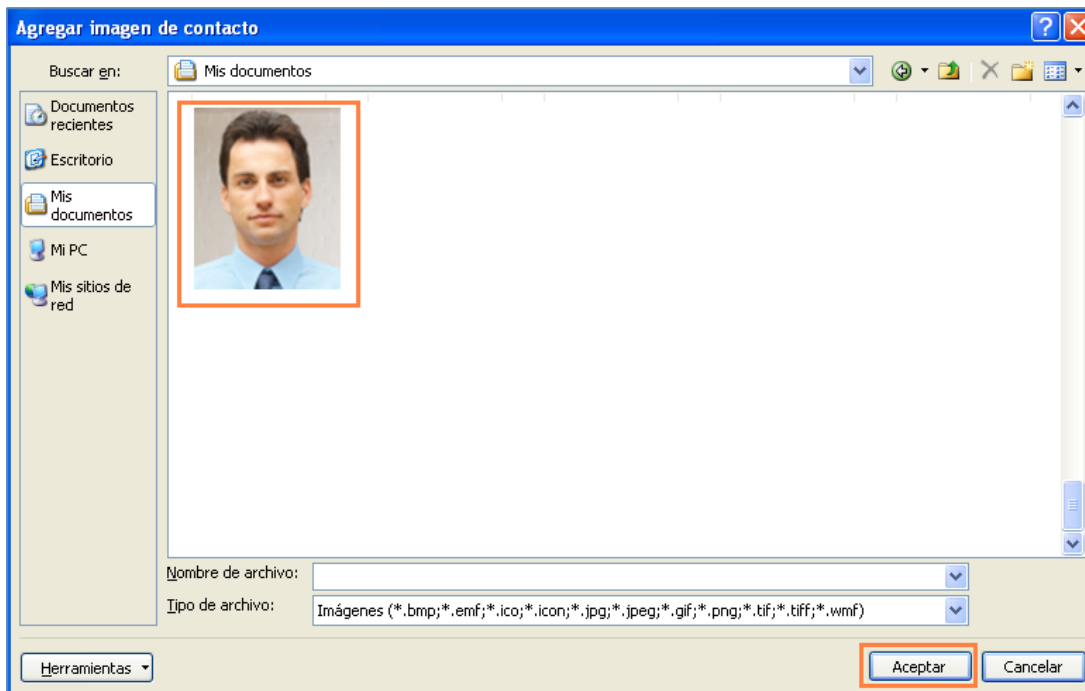 Agregar imagen de contacto
Buscar en:
Mis documentos
Documentos
recientes
Escritorio
Mis
documentos
Mi PC
Mis sitios de
red
Nombre de archivo:
Tipo de archivo:
Imágenes (*.bmp;*.emf;*.ico;*.icon;*.jpg;*.jpeg;*.gif;*.png;*.tif;*.tiff;*.wmf)
Herramientas
Aceptar
Cancelar